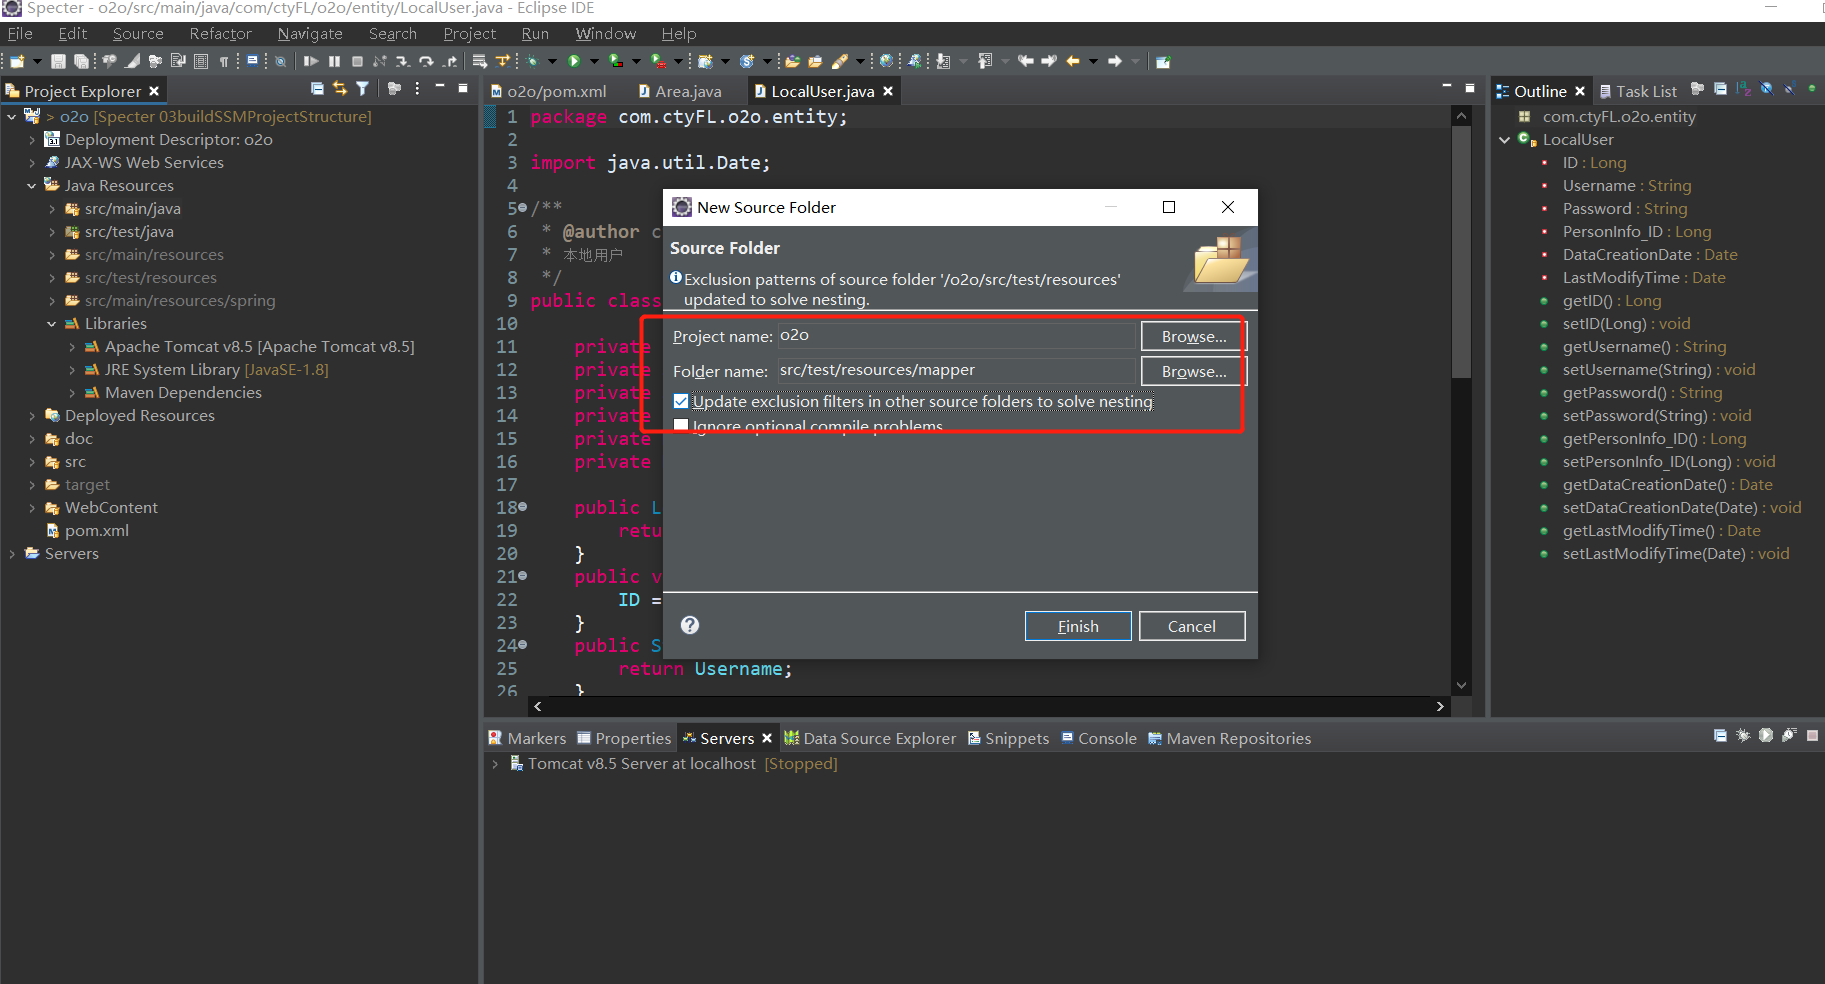 Specter - o2o/src/main/java/com/ctyFL/o2o/entity/LocalUser.java - Eclipse IDE
File Edit Source Refactor Navigate Search Project Run Window Help
Project Explorer
> o2o [Specter 03buildSSMProjectStructure]
Deployment Descriptor: o2o
JAX-WS Web Services
Java Resources
src/main/java
src/test/java
src/main/resources
src/test/resources
src/main/resources/spring
Libraries
Apache Tomcat v8.5 [Apache Tomcat v8.5]
JRE System Library [JavaSE-1.8]
Maven Dependencies
Deployed Resources
doc
src
target
WebContent
pom.xml
Servers
o2o/pom.xml Area.java LocalUser.java
1 package com.ctyFL.o2o.entity;
2
3 import java.util.Date;
4
5 /**
6 * @author c
7 * 本地用户
8 */
9 public class
10
11 private
12 private
13 private
14 private
15 private
16 private
17
18 public L
19 retu
20 }
21 public v
22 ID =
23 }
24 public S
25 return Username;
26 }
New Source Folder
Source Folder
Exclusion patterns of source folder '/o2o/src/test/resources'
updated to solve nesting.
Project name: o2o Browse...
Folder name: src/test/resources/mapper Browse...
Update exclusion filters in other source folders to solve nesting
Ignore optional compile problems
Finish Cancel
Outline Task List
com.ctyFL.o2o.entity
LocalUser
ID : Long
Username : String
Password : String
PersonInfo_ID : Long
DataCreationDate : Date
LastModifyTime : Date
getID() : Long
setID(Long) : void
getUsername() : String
setUsername(String) : void
getPassword() : String
setPassword(String) : void
getPersonInfo_ID() : Long
setPersonInfo_ID(Long) : void
getDataCreationDate() : Date
setDataCreationDate(Date) : void
getLastModifyTime() : Date
setLastModifyTime(Date) : void
Markers Properties Servers Data Source Explorer Snippets Console Maven Repositories
Tomcat v8.5 Server at localhost [Stopped]